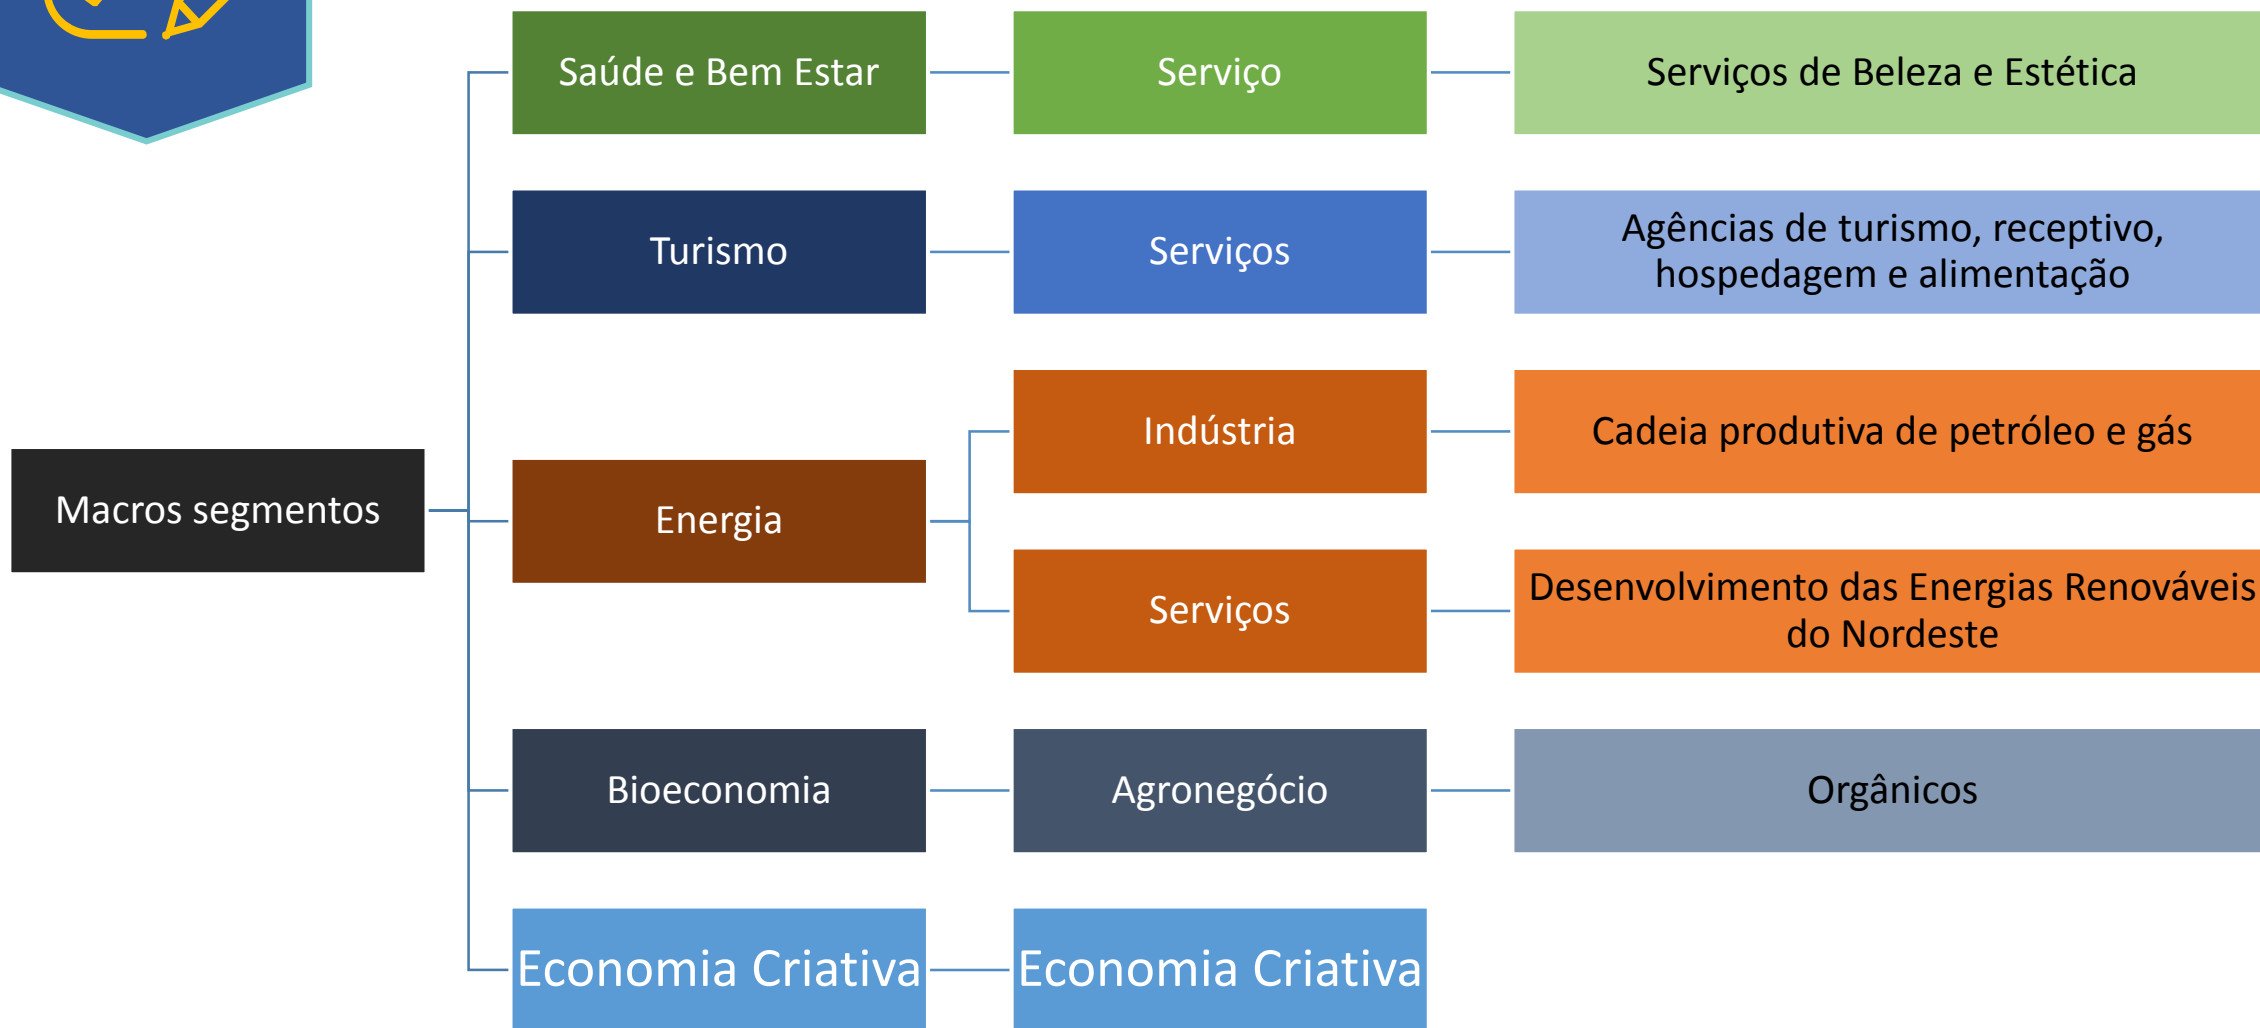 Saúde e Bem Estar
Serviço
Serviços de Beleza e Estética
Turismo
Serviços
Agências de turismo, receptivo,
hospedagem e alimentação
Macros segmentos
Energia
Indústria
Cadeia produtiva de petróleo e gás
Serviços
Desenvolvimento das Energias Renováveis
do Nordeste
Bioeconomia
Agronegócio
Orgânicos
Economia Criativa
Economia Criativa